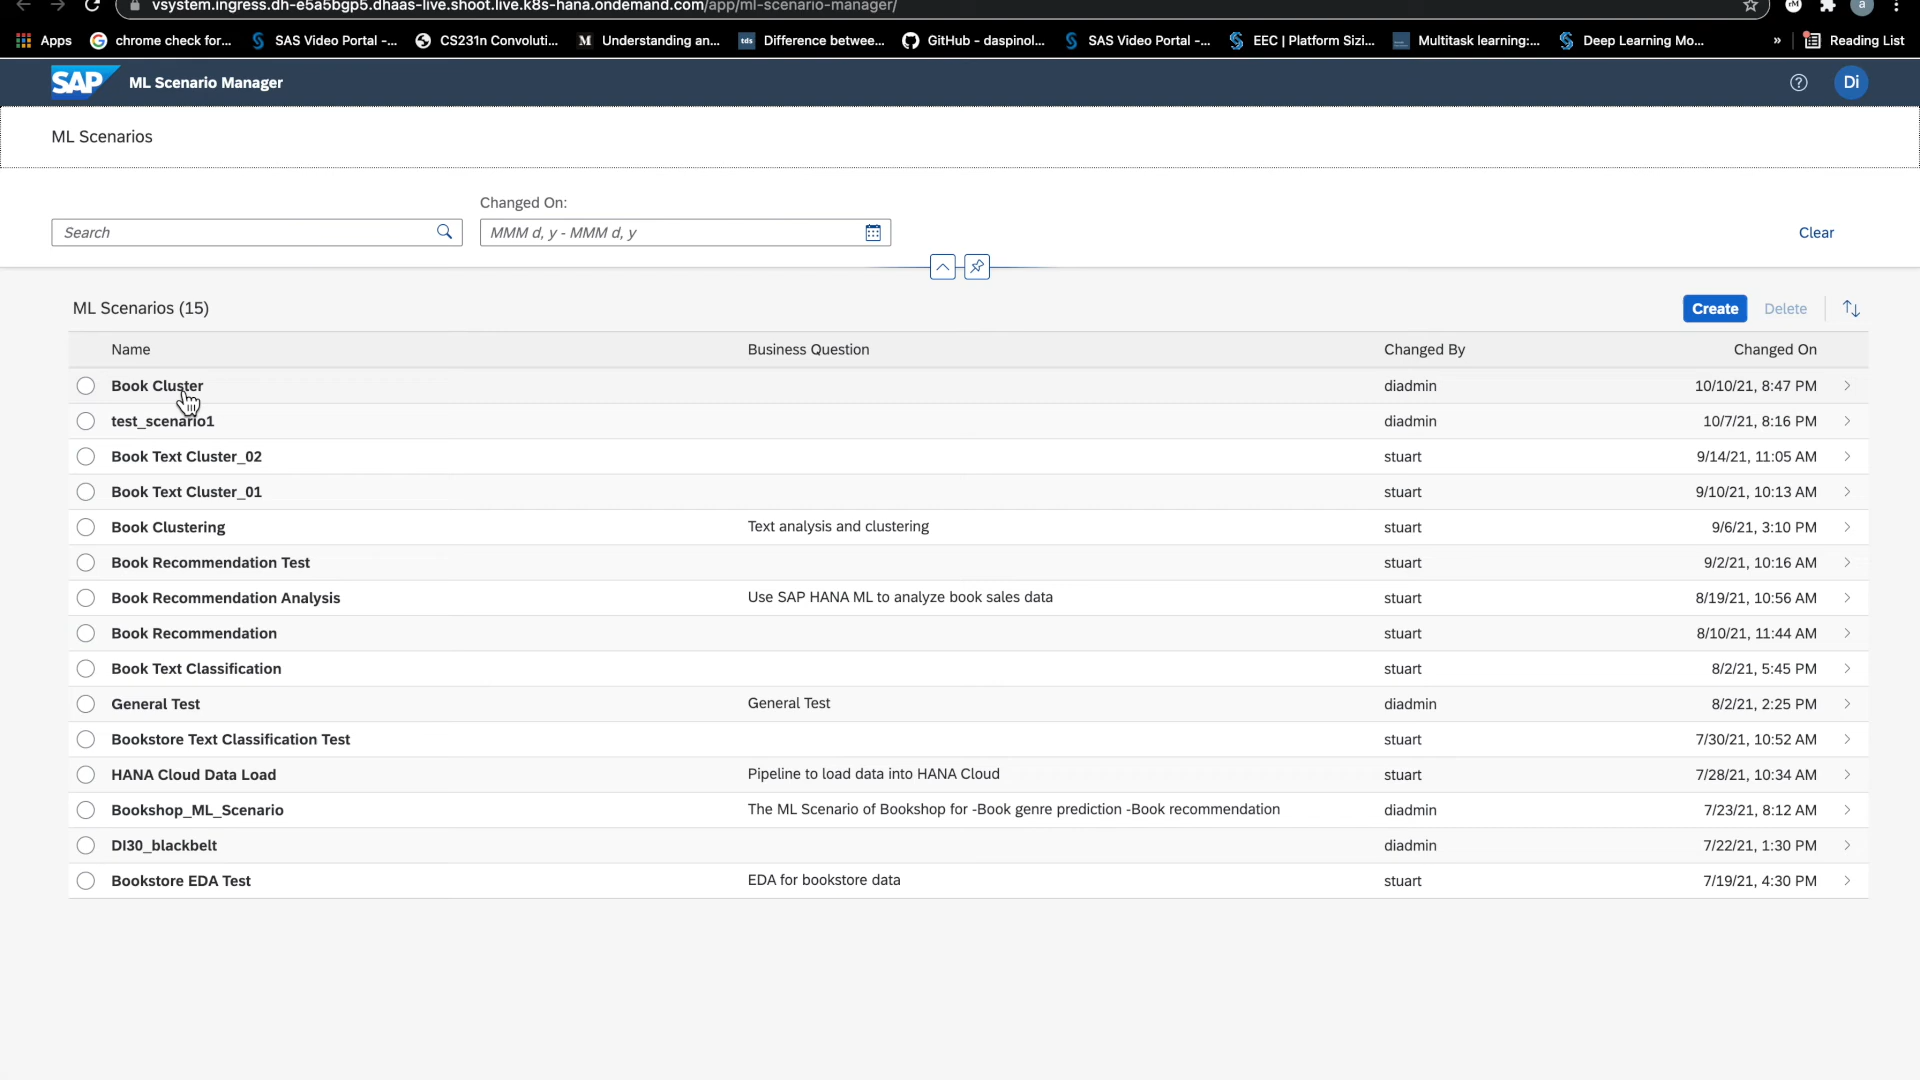 vsystem.ingress.dh-e5a5bgp5.dhaas-live.shoot.live.k8s-hana.ondemand.com/app/ml-scenario-manager/
Apps chrome check for... SAS Video Portal -... CS231n Convoluti... Understanding an... Difference betwee... GitHub - daspinol... SAS Video Portal -... EEC | Platform Sizi... Multitask learning:... Deep Learning Mo... » Reading List
SAP ML Scenario Manager Di
ML Scenarios
Changed On:
Search MMM d, y - MMM d, y Clear
ML Scenarios (15) Create Delete
Name Business Question Changed By Changed On
Book Cluster diadmin 10/10/21, 8:47 PM
test_scenario1 diadmin 10/7/21, 8:16 PM
Book Text Cluster_02 stuart 9/14/21, 11:05 AM
Book Text Cluster_01 stuart 9/10/21, 10:13 AM
Book Clustering Text analysis and clustering stuart 9/6/21, 3:10 PM
Book Recommendation Test stuart 9/2/21, 10:16 AM
Book Recommendation Analysis Use SAP HANA ML to analyze book sales data stuart 8/19/21, 10:56 AM
Book Recommendation stuart 8/10/21, 11:44 AM
Book Text Classification stuart 8/2/21, 5:45 PM
General Test General Test diadmin 8/2/21, 2:25 PM
Bookstore Text Classification Test stuart 7/30/21, 10:52 AM
HANA Cloud Data Load Pipeline to load data into HANA Cloud stuart 7/28/21, 10:34 AM
Bookshop_ML_Scenario The ML Scenario of Bookshop for -Book genre prediction -Book recommendation diadmin 7/23/21, 8:12 AM
DI30_blackbelt diadmin 7/22/21, 1:30 PM
Bookstore EDA Test EDA for bookstore data stuart 7/19/21, 4:30 PM